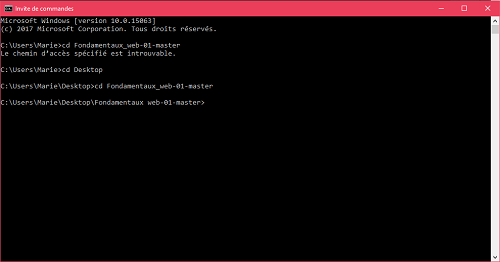 Invite de commandes
Microsoft Windows [version 10.0.15063]
(c) 2017 Microsoft Corporation. Tous droits réservés.
C:\Users\Marie>cd Fondamentaux_web-01-master
Le chemin d'accès spécifié est introuvable.
C:\Users\Marie>cd Desktop
C:\Users\Marie\Desktop>cd Fondamentaux_web-01-master
C:\Users\Marie\Desktop\Fondamentaux web-01-master>